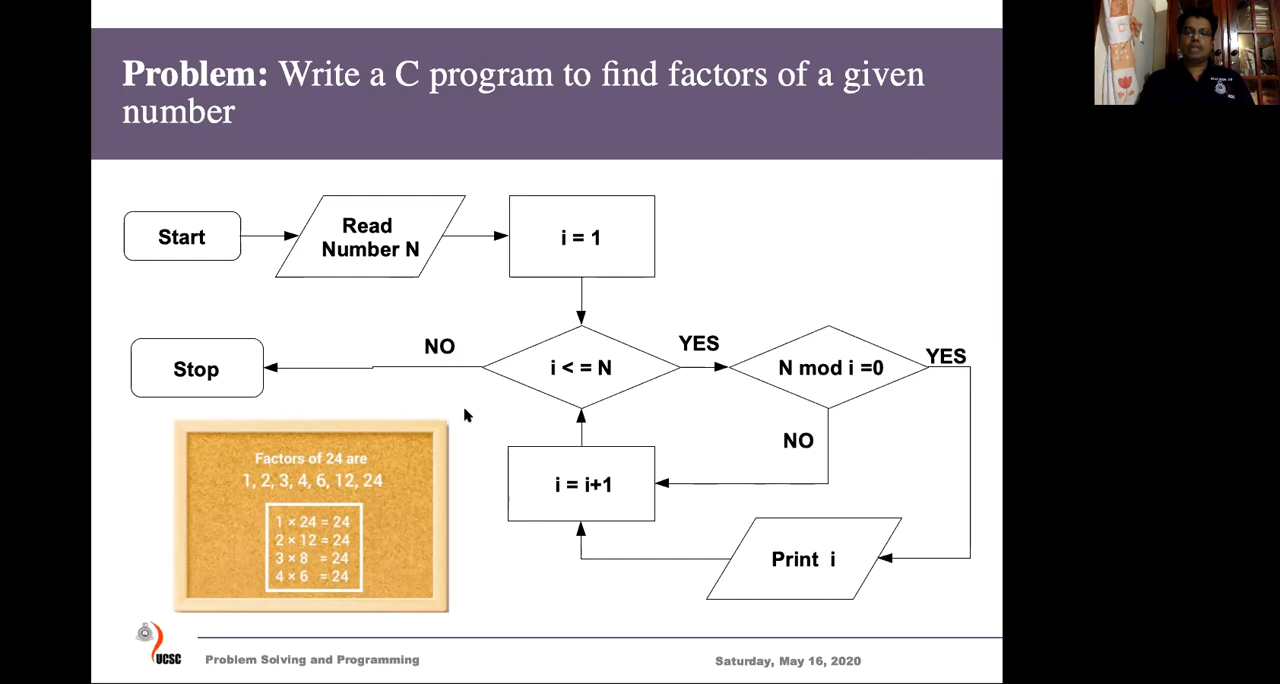 Problem: Write a C program to find factors of a given
number
Start
Read
Number N
i = 1
Stop
NO
i < = N
YES
N mod i =0
YES
NO
i = i+1
Print i
Factors of 24 are
1, 2, 3, 4, 6, 12, 24
1 × 24 = 24
2 × 12 = 24
3 × 8 = 24
4 × 6 = 24
UCSC
Problem Solving and Programming
Saturday, May 16, 2020